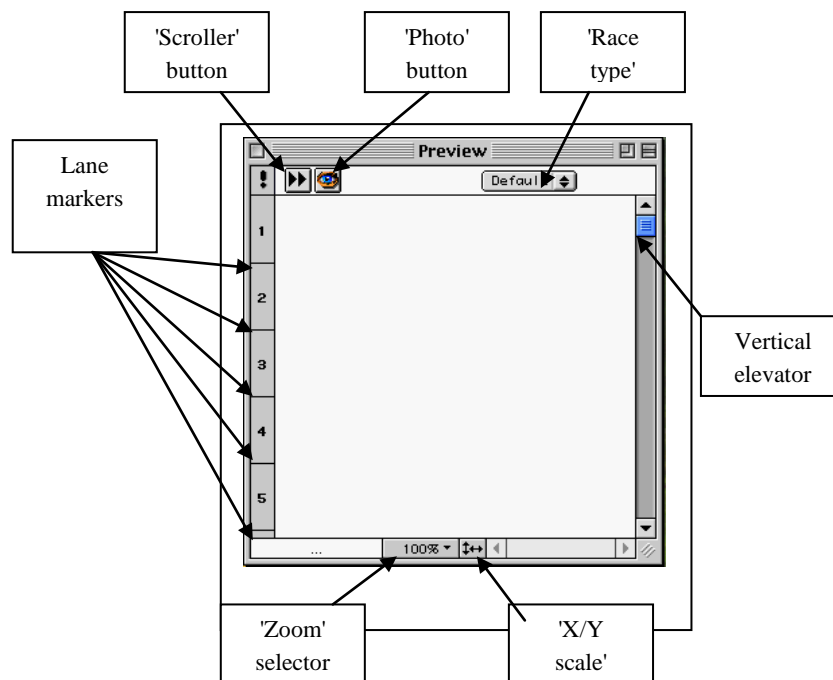 'Scroller'
button
'Photo'
button
'Race
type'
Lane
markers
Preview
Defaul
1
2
3
4
5
...
100%
Vertical
elevator
'Zoom'
selector
'X/Y
scale'